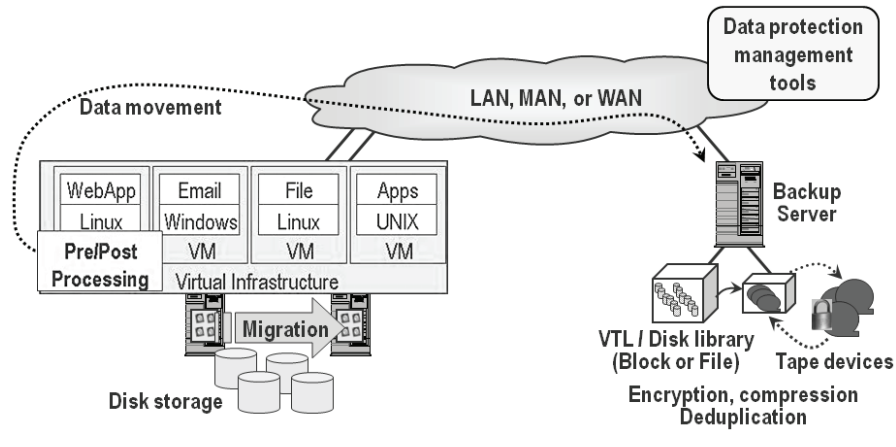 Data protection
management
tools
Data movement
LAN, MAN, or WAN
WebApp
Linux
Email
Windows
VM
File
Linux
VM
Apps
UNIX
VM
Pre/Post
Processing
Virtual Infrastructure
Backup
Server
Migration
Disk storage
VTL / Disk library
(Block or File)
Tape devices
Encryption, compression
Deduplication